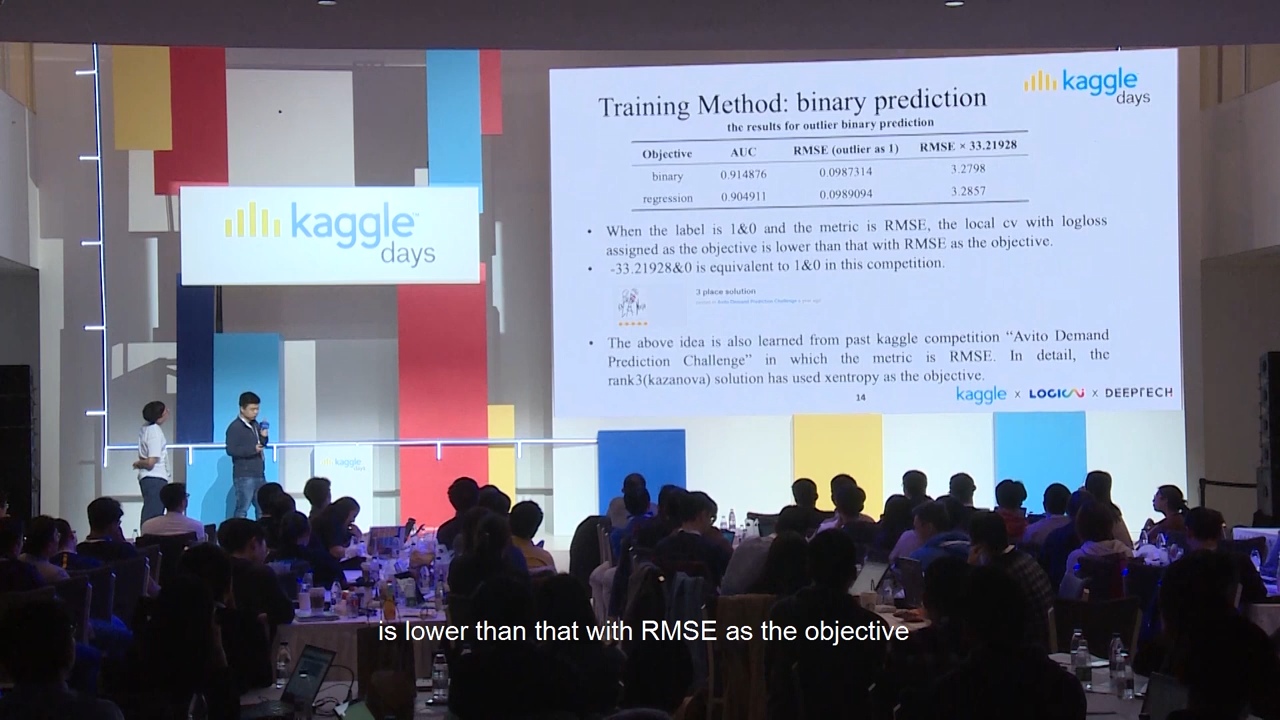 kaggle
days
Training Method: binary prediction
kaggle
days
the results for outlier binary prediction
Objective AUC RMSE (outlier as 1) RMSE × 33.21928
binary 0.914876 0.0987314 3.2798
regression 0.904911 0.0989094 3.2857
• When the label is 1&0 and the metric is RMSE, the local cv with logloss
assigned as the objective is lower than that with RMSE as the objective.
• -33.21928&0 is equivalent to 1&0 in this competition.
3 place solution
Avito Demand Prediction Challenge
• The above idea is also learned from past kaggle competition “Avito Demand
Prediction Challenge” in which the metric is RMSE. In detail, the
rank3(kazanova) solution has used xentropy as the objective.
14
kaggle x LOGICAI x DEEPTECH
kaggle
days
is lower than that with RMSE as the objective